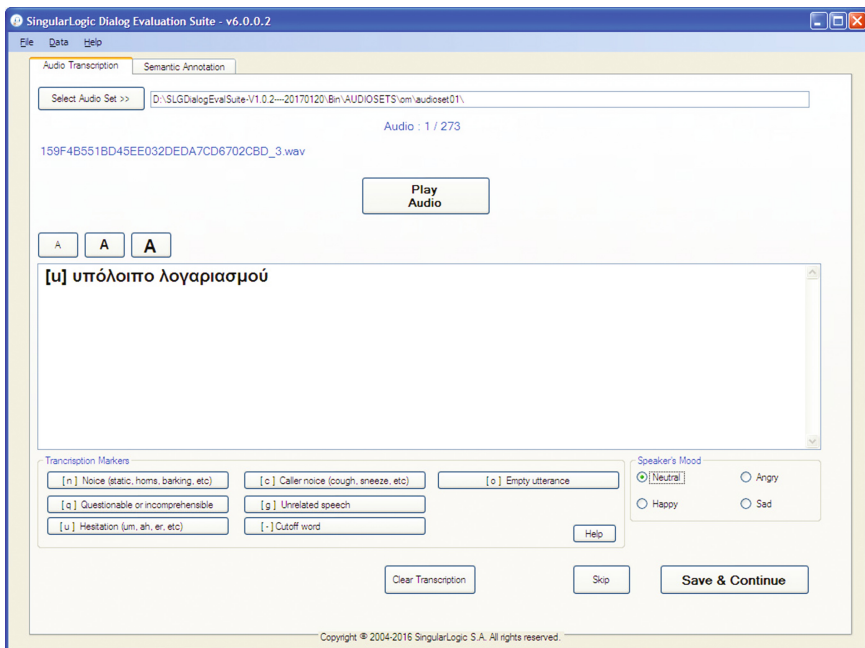 SingularLogic Dialog Evaluation Suite - v6.0.0.2
File Data Help
Audio Transcription Semantic Annotation
Select Audio Set >> D:\SLGDialogEvalSuite-V1.0.2---20170120\Bin\AUDIOSETS\om\audioset01\
Audio : 1 / 273
159F4B551BD45EE032DEDA7CD6702CBD_3.wav
Play
Audio
A A A
[u] υπόλοιπο λογαριασμού
Trancrisption Markers
[ n ] Noice (static, homs, barking, etc) [ c ] Caller noice (cough, sneeze, etc) [ o ] Empty utterance
[ q ] Questionable or incomprehensible [ g ] Unrelated speech
[ u ] Hesitation (um, ah, er, etc) [ - ] Cutoff word
Help
Speaker's Mood
Neutral Angry
Happy Sad
Clear Transcription Skip Save & Continue
Copyright © 2004-2016 SingularLogic S.A. All rights reserved.